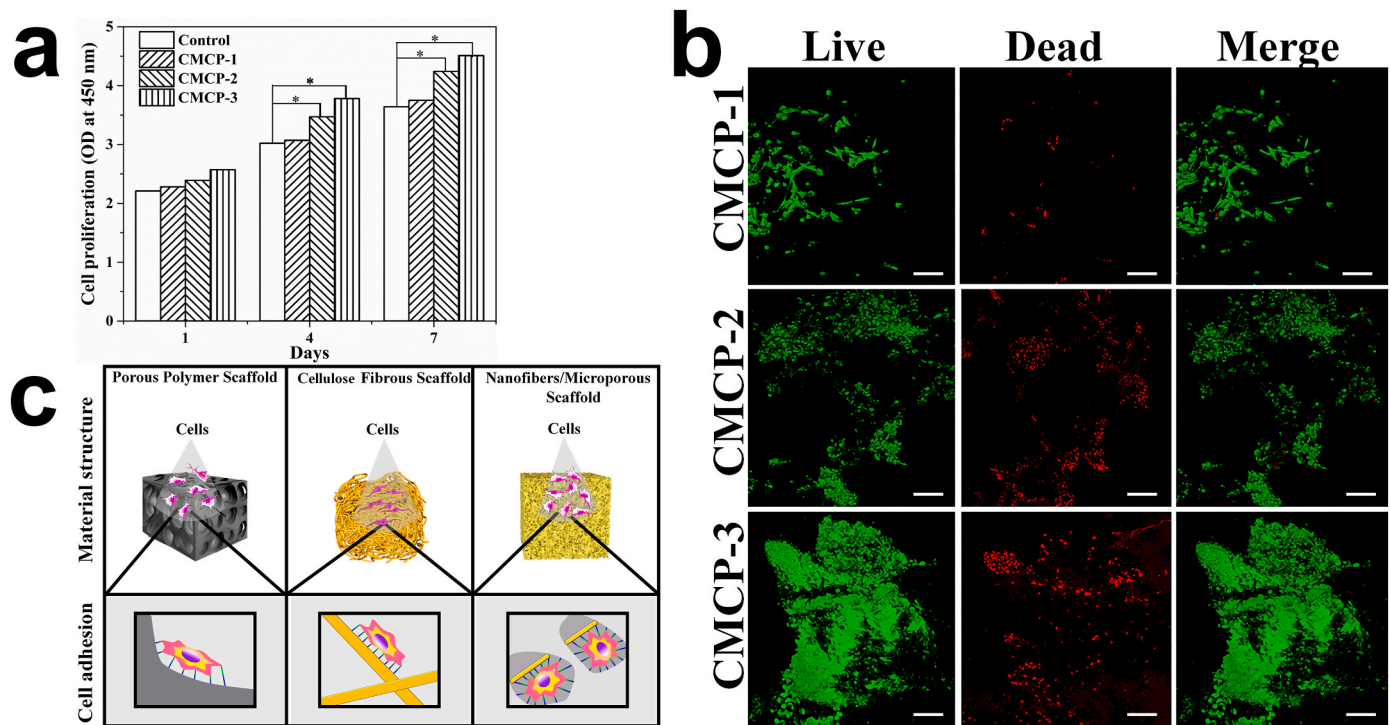 a
Cell proliferation (OD at 450 nm)
5
4
3
2
1
0
Control
CMCP-1
CMCP-2
CMCP-3
*
*
*
*
1
4
7
Days
b
Live
Dead
Merge
CMCP-1
CMCP-2
CMCP-3
c
Material structure
Cell adhesion
Porous Polymer Scaffold
Cells
Cellulose Fibrous Scaffold
Cells
Nanofibers/Microporous
Scaffold
Cells